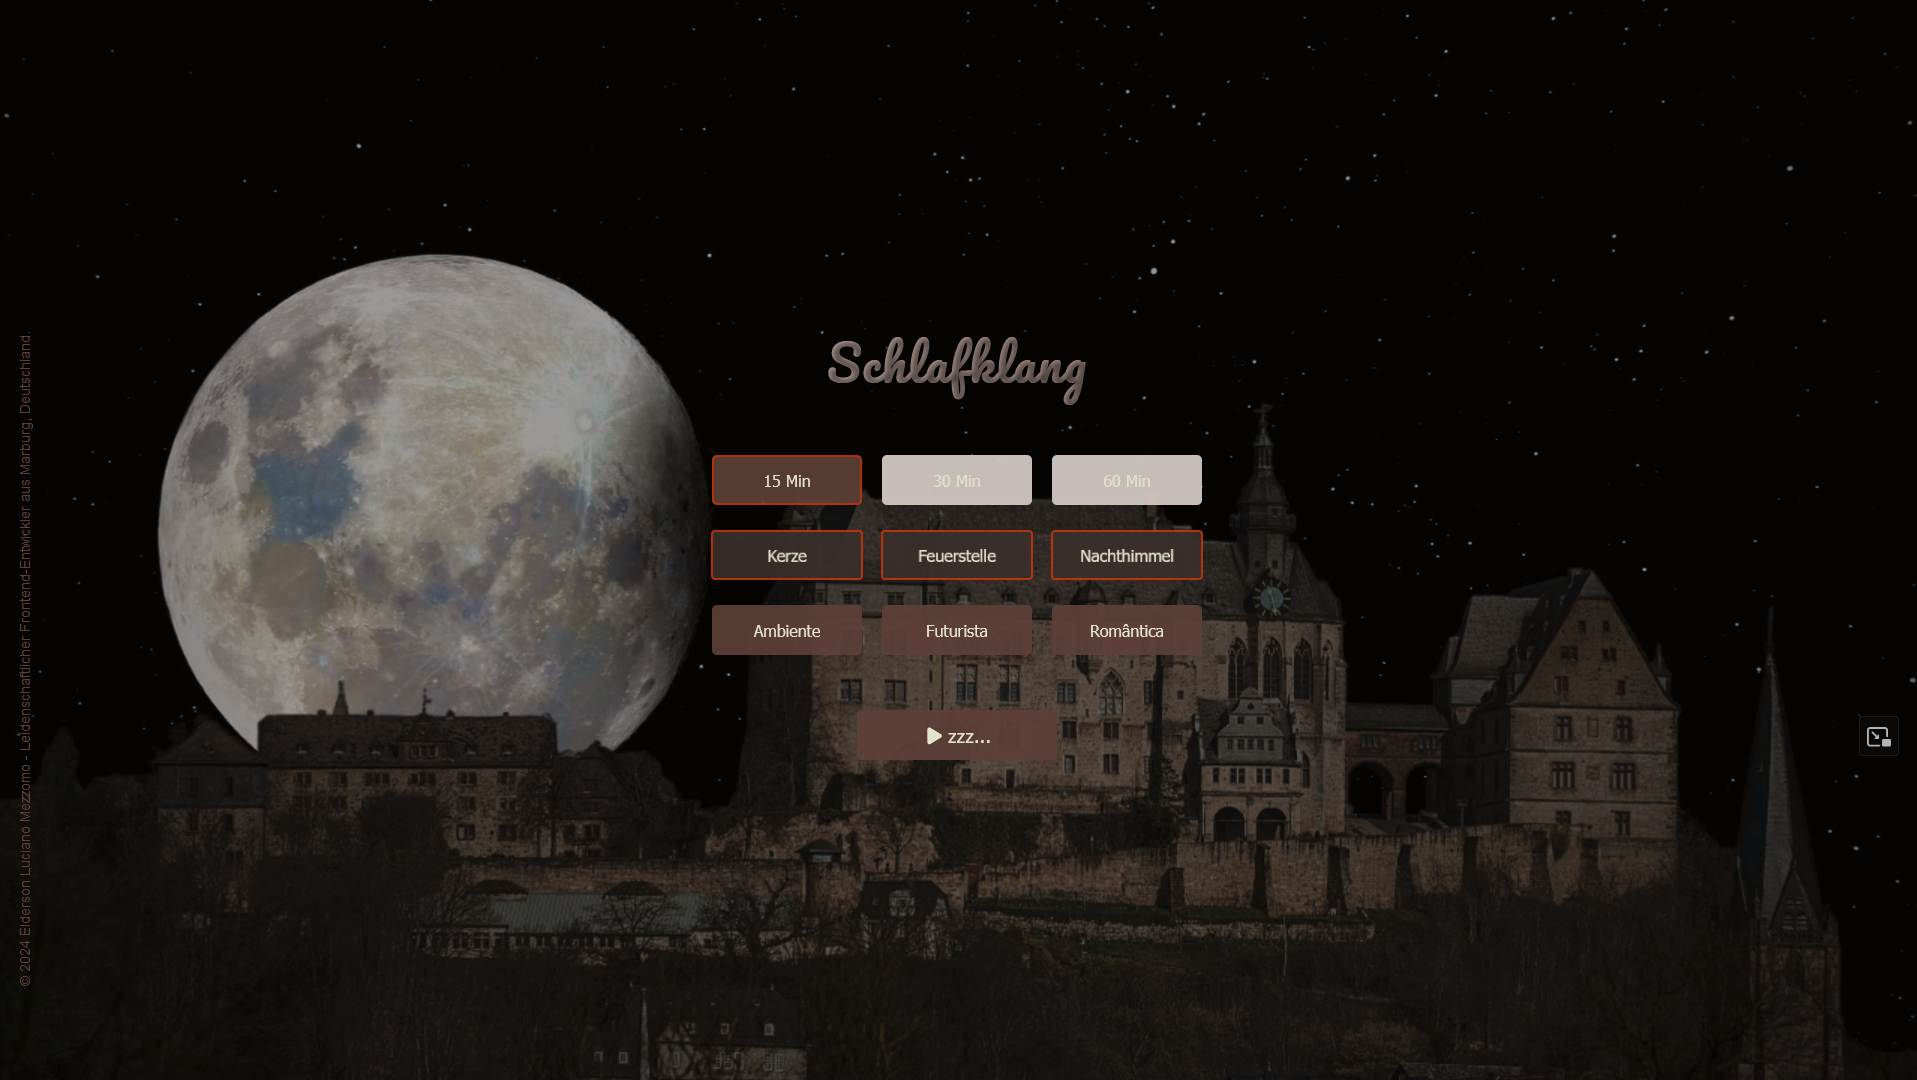 Schlafklang
15 Min
30 Min
60 Min
Kerze
Feuerstelle
Nachthimmel
Ambiente
Futurista
Romântica
zzz...
© 2024 Elderson Luciano Mezzomo - Leidenschaftlicher Frontend-Entwickler aus Marburg, Deutschland.